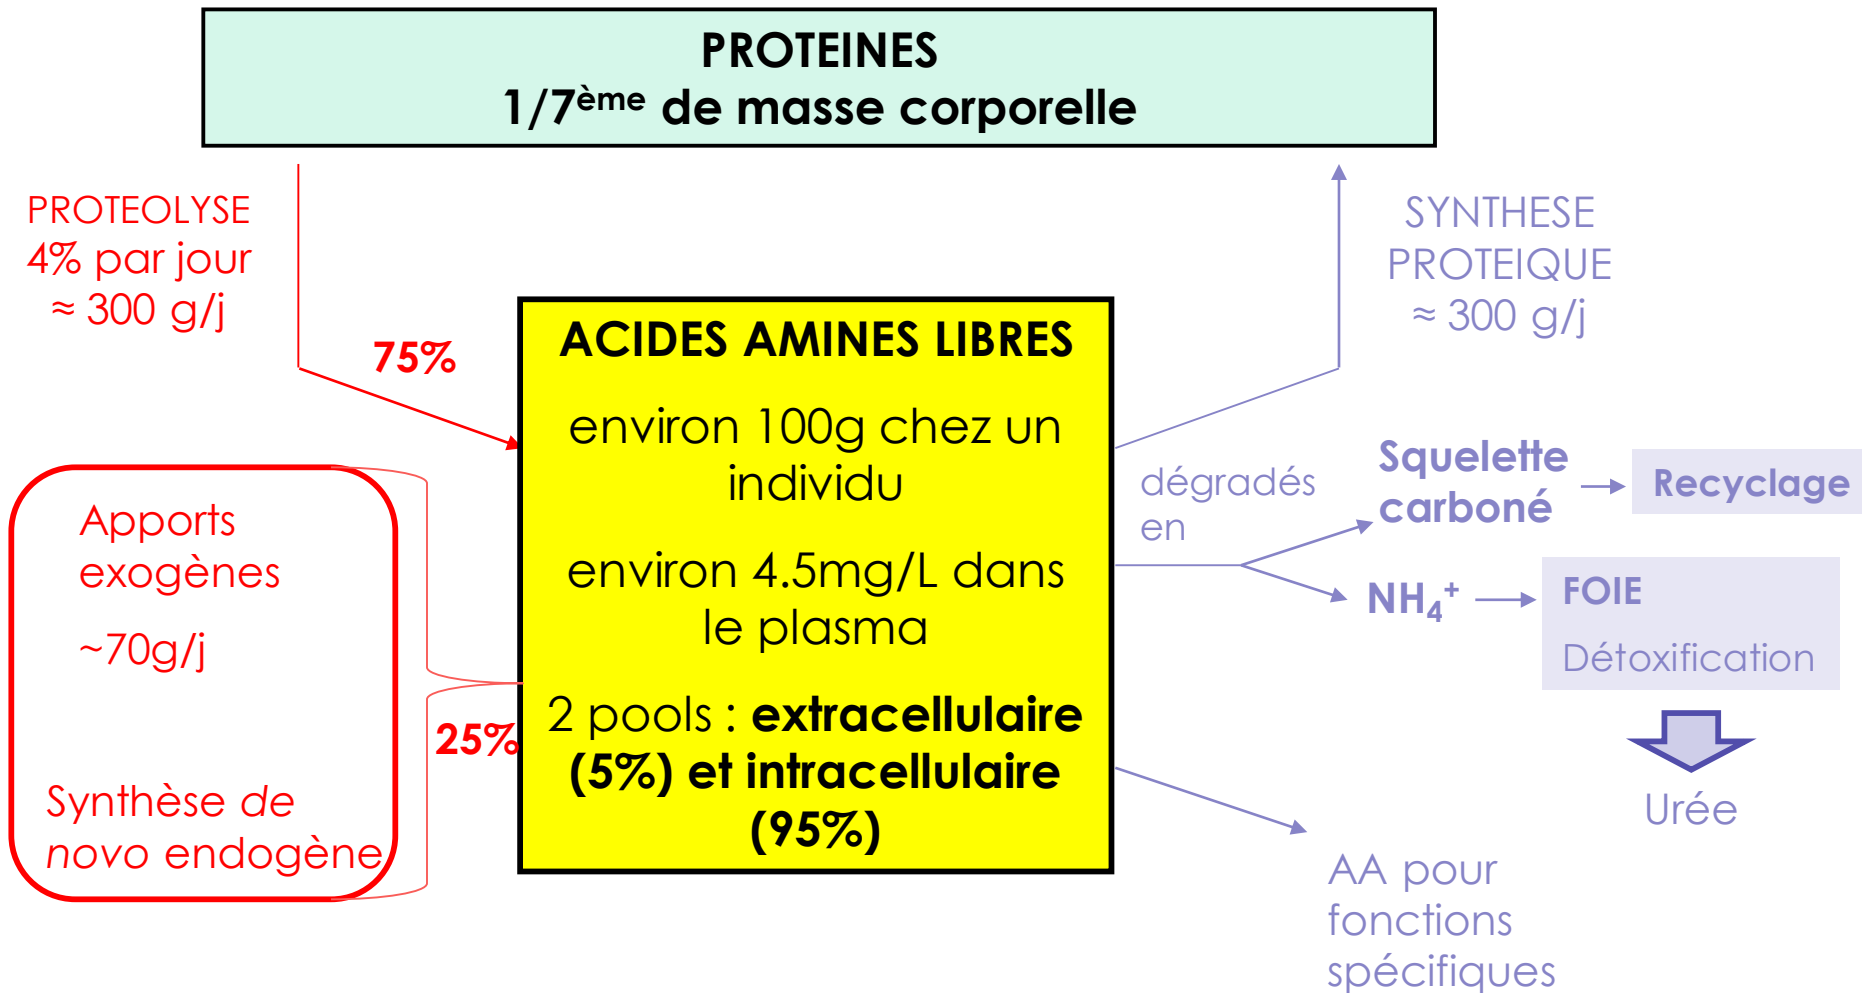 PROTEINES
1/7ème de masse corporelle
PROTEOLYSE
4% par jour
≈ 300 g/j
75%
SYNTHESE
PROTEIQUE
≈ 300 g/j
ACIDES AMINES LIBRES
environ 100g chez un
individu
environ 4.5mg/L dans
le plasma
2 pools : extracellulaire
(5%) et intracellulaire
(95%)
Apports
exogènes
~70g/j
Synthèse de
novo endogène
25%
dégradés
en
Squelette
carboné
Recyclage
NH₄⁺
FOIE
Détoxification
Urée
AA pour
fonctions
spécifiques